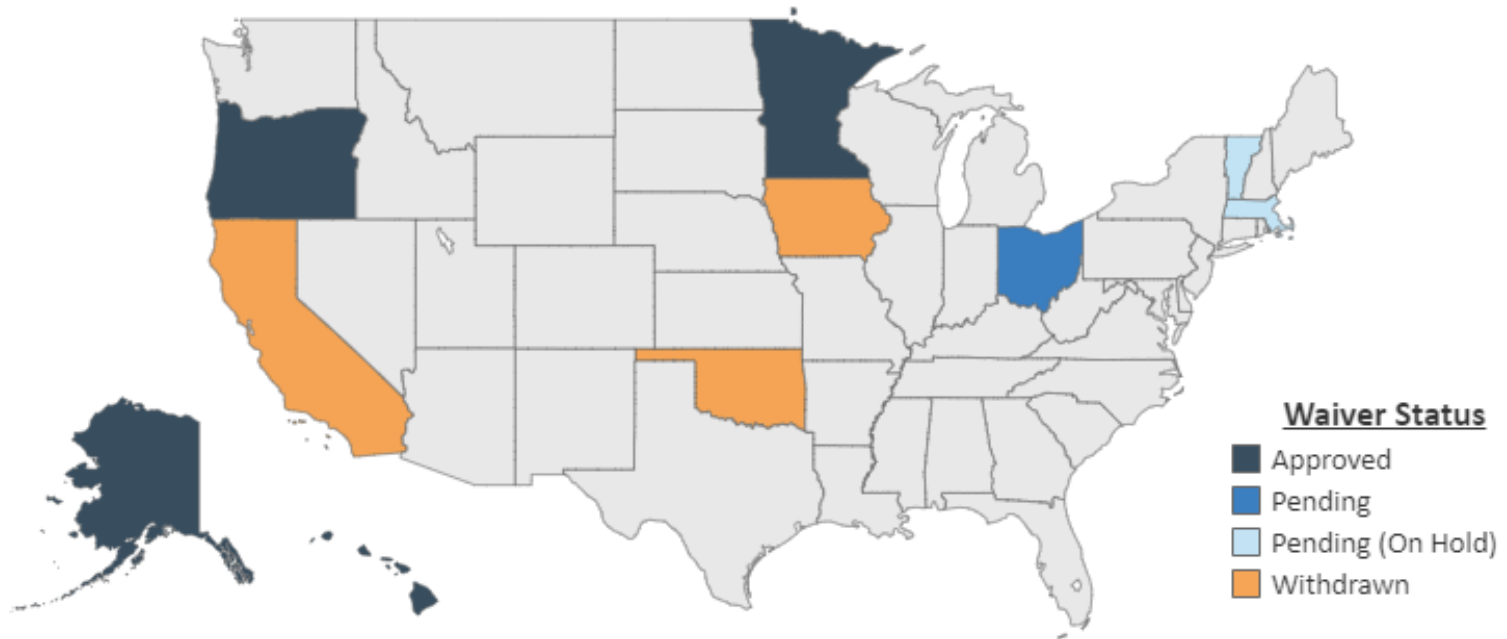 Waiver Status
Approved
Pending
Pending (On Hold)
Withdrawn